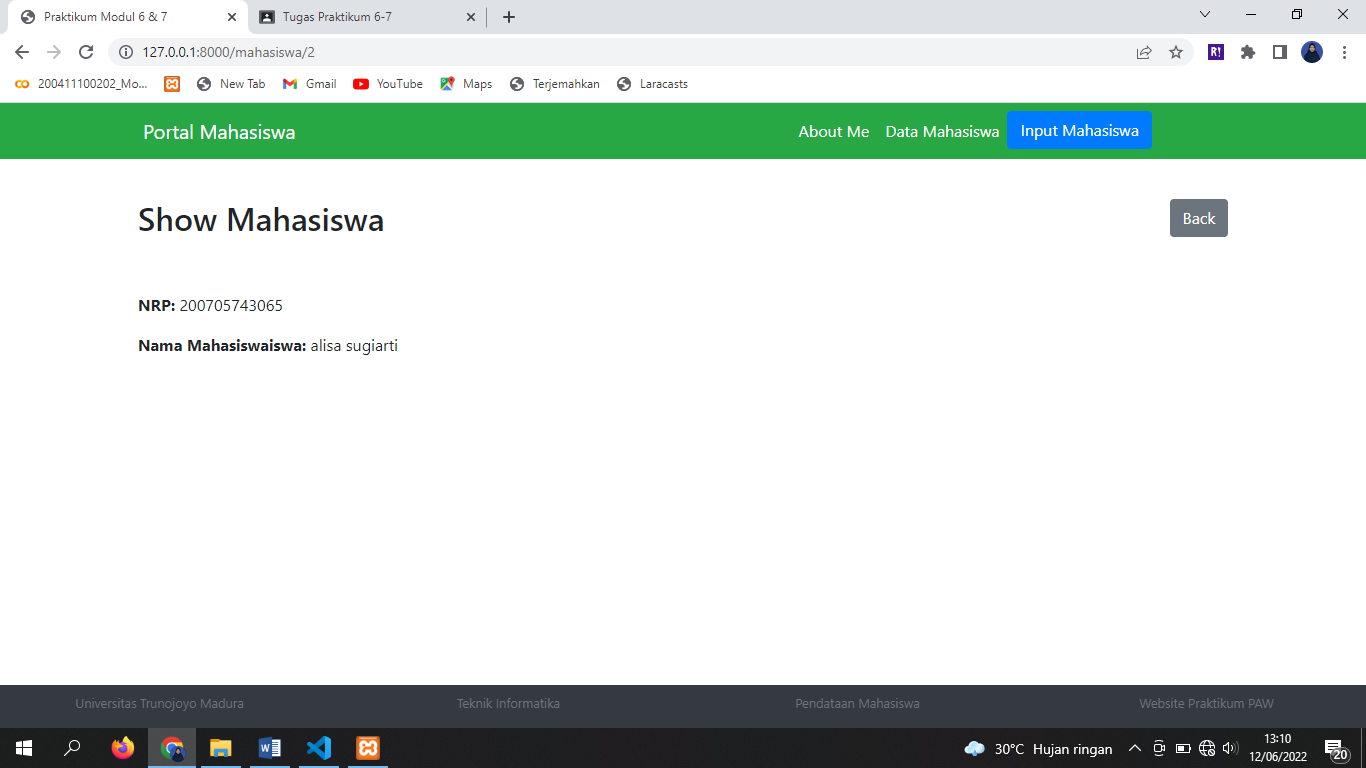 Praktikum Modul 6 & 7
Tugas Praktikum 6-7
127.0.0.1:8000/mahasiswa/2
R!
200411100202_Mo...
New Tab
Gmail
YouTube
Maps
Terjemahkan
Laracasts
Portal Mahasiswa
About Me
Data Mahasiswa
Input Mahasiswa
Show Mahasiswa
Back
NRP: 200705743065
Nama Mahasiswaiswa: alisa sugiarti
Universitas Trunojoyo Madura
Teknik Informatika
Pendataan Mahasiswa
Website Praktikum PAW
30°C Hujan ringan
13:10
12/06/2022
20